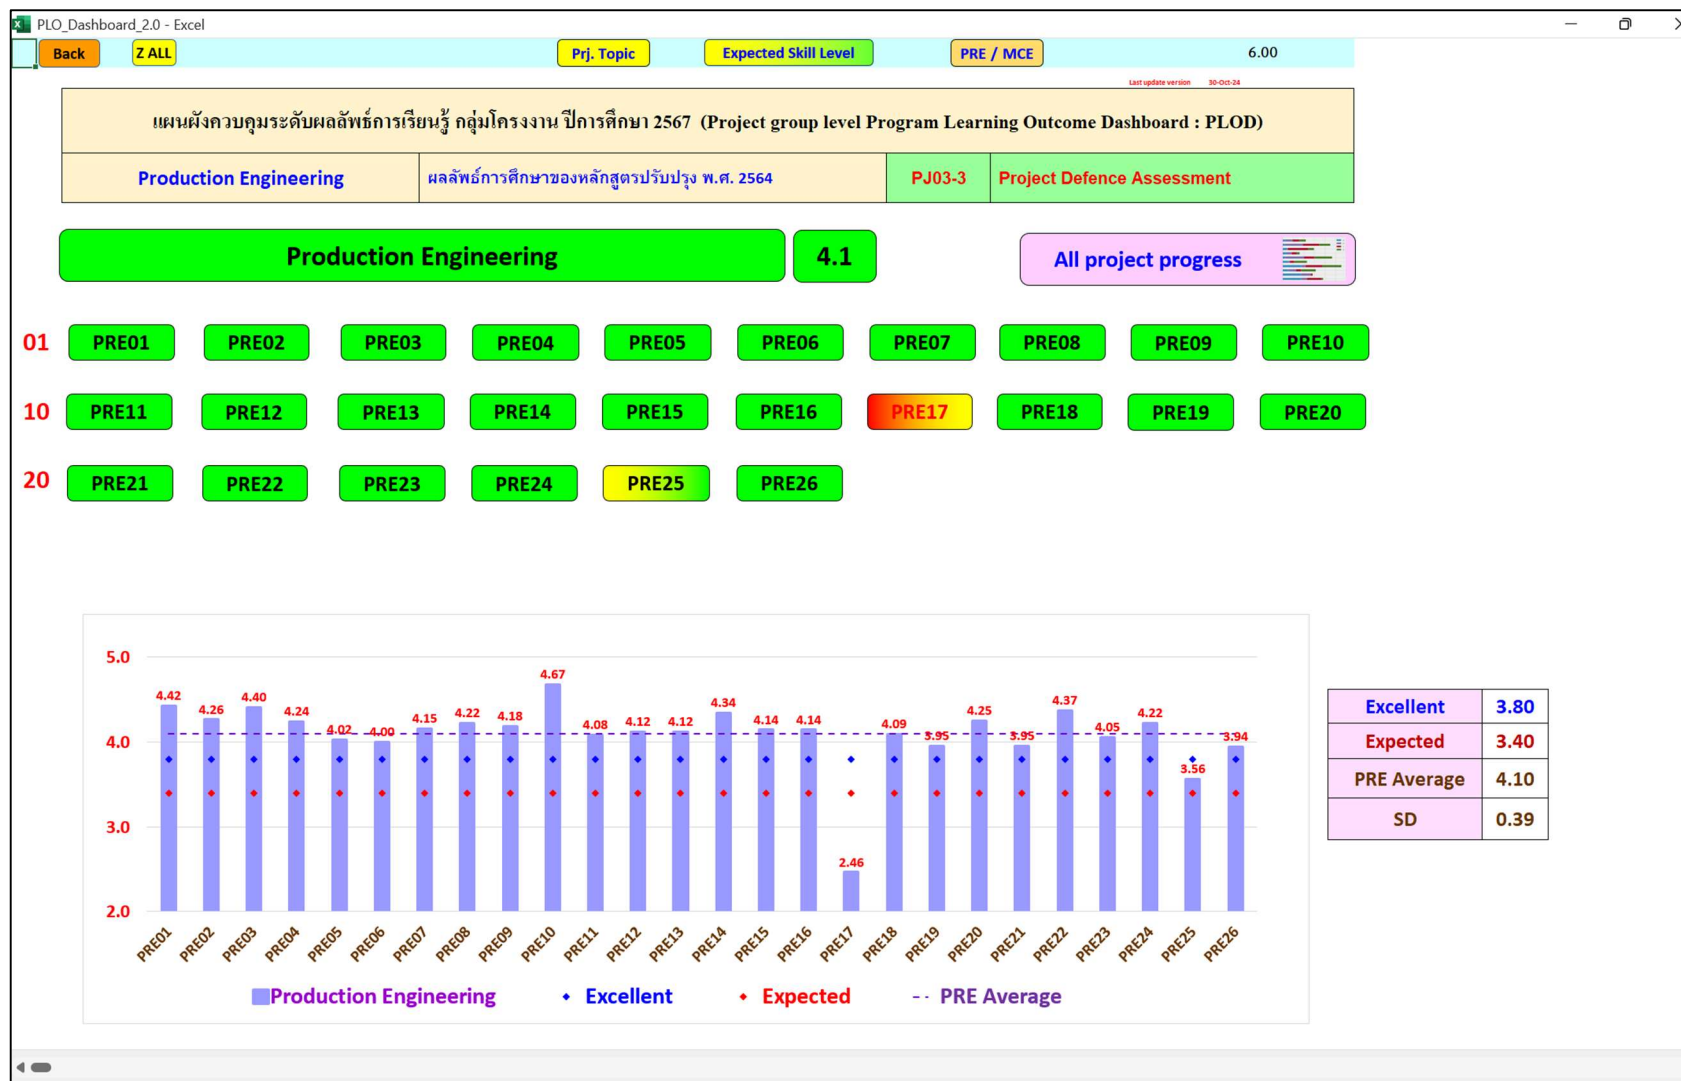 PLO_Dashboard_2.0 - Excel
Back Z ALL Prj. Topic Expected Skill Level PRE / MCE 6.00
Last update version 30-Oct-24
แผนผังควบคุมระดับผลลัพธ์การเรียนรู้ กลุ่มโครงงาน ปีการศึกษา 2567 (Project group level Program Learning Outcome Dashboard : PLOD)
Production Engineering ผลลัพธ์การศึกษาของหลักสูตรปรับปรุง พ.ศ. 2564 PJ03-3 Project Defence Assessment
Production Engineering 4.1 All project progress
01 PRE01 PRE02 PRE03 PRE04 PRE05 PRE06 PRE07 PRE08 PRE09 PRE10
10 PRE11 PRE12 PRE13 PRE14 PRE15 PRE16 PRE17 PRE18 PRE19 PRE20
20 PRE21 PRE22 PRE23 PRE24 PRE25 PRE26
5.0
4.0
3.0
2.0
4.42 4.26 4.40 4.24 4.02 4.00 4.15 4.22 4.18 4.67 4.08 4.12 4.12 4.34 4.14 4.14 2.46 4.09 3.95 4.25 3.95 4.37 4.05 4.22 3.56 3.94
PRE01 PRE02 PRE03 PRE04 PRE05 PRE06 PRE07 PRE08 PRE09 PRE10 PRE11 PRE12 PRE13 PRE14 PRE15 PRE16 PRE17 PRE18 PRE19 PRE20 PRE21 PRE22 PRE23 PRE24 PRE25 PRE26
Production Engineering Excellent Expected PRE Average
Excellent 3.80
Expected 3.40
PRE Average 4.10
SD 0.39